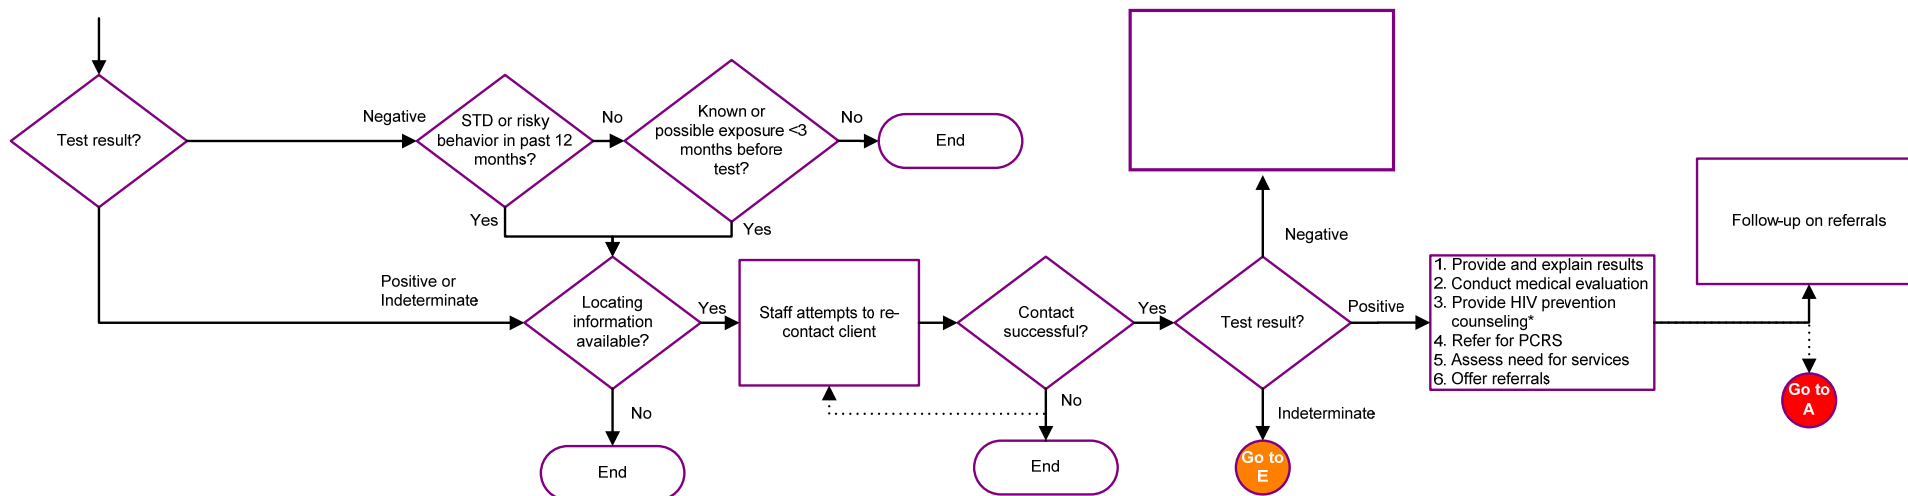 Test result?
Negative
STD or risky
behavior in past 12
months?
No
Known or
possible exposure <3
months before
test?
No
End
Yes
Yes
Positive or
Indeterminate
Locating
information
available?
Yes
No
End
Staff attempts to re-
contact client
Contact
successful?
Yes
No
End
Test result?
Negative
Positive
Indeterminate
Go to
E
1. Provide and explain results
2. Conduct medical evaluation
3. Provide HIV prevention
counseling*
4. Refer for PCRS
5. Assess need for services
6. Offer referrals
Follow-up on referrals
Go to
A